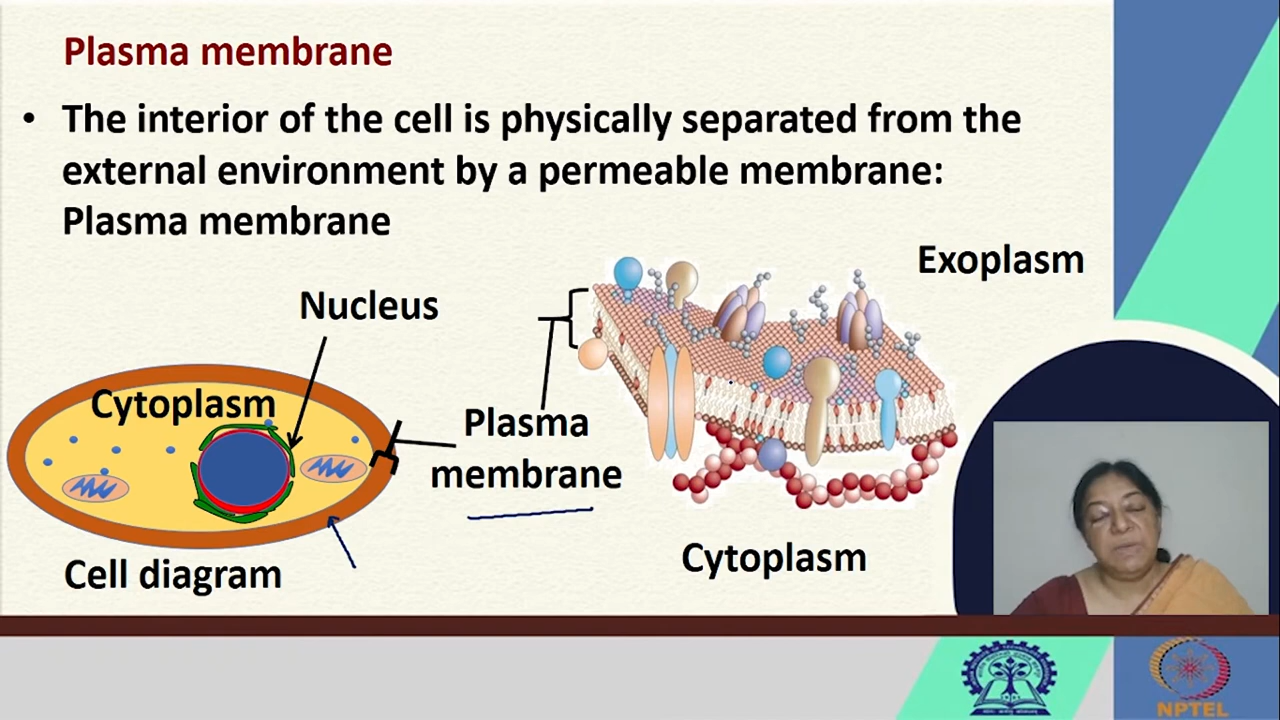 Plasma membrane
• The interior of the cell is physically separated from the
external environment by a permeable membrane:
Plasma membrane
Exoplasm
Nucleus
Cytoplasm
Plasma
membrane
Cytoplasm
Cell diagram
NPTEL